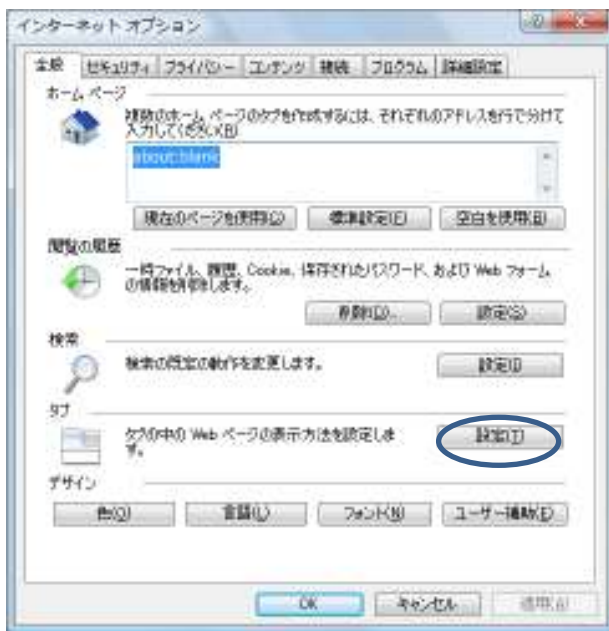 インターネット オプション
全般 セキュリティ プライバシー コンテンツ 接続 プログラム 詳細設定
ホーム ページ
複数のホーム ページのタブを作成するには、それぞれのアドレスを行で分けて
入力してください(R)
about:blank
現在のページを使用(C) 標準設定(F) 空白を使用(B)
閲覧の履歴
一時ファイル、履歴、Cookie、保存されたパスワード、および Web フォーム
の情報を削除します。
削除(D)... 設定(S)
検索
検索の既定の動作を変更します。
設定(I)
タブ
タブの中の Web ページの表示方法を設定しま
す。
設定(T)
デザイン
色(O) 言語(L) フォント(N) ユーザー補助(E)
OK キャンセル 適用(A)